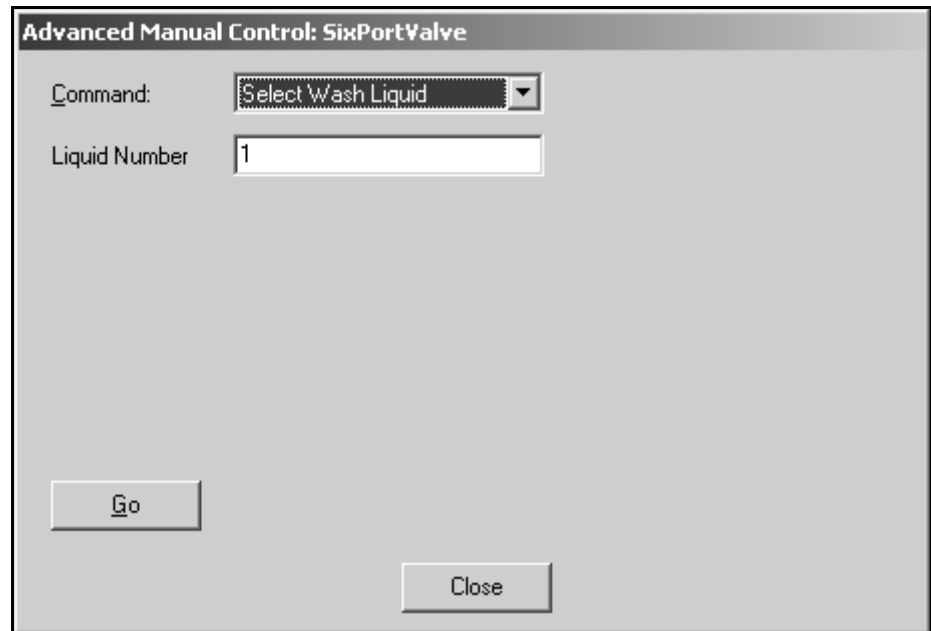 Advanced Manual Control: SixPortValve
Command: Select Wash Liquid
Liquid Number 1
Go
Close